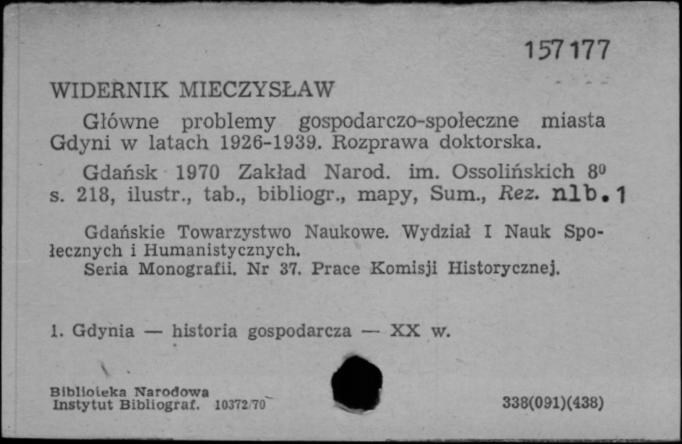 157177
WIDERNIK MIECZYSŁAW
Główne problemy gospodarczo-społeczne miasta
Gdyni w latach 1926-1939. Rozprawa doktorska.
Gdańsk 1970 Zakład Narod. im. Ossolińskich 8⁰
s. 218, ilustr., tab., bibliogr., mapy, Sum., Rez. nlb. 1
Gdańskie Towarzystwo Naukowe. Wydział I Nauk Spo-
łecznych i Humanistycznych.
Seria Monografii. Nr 37. Prace Komisji Historycznej.
1. Gdynia — historia gospodarcza — XX w.
Biblioteka Narodowa
Instytut Bibliograf. 10372/70
338(091)(438)